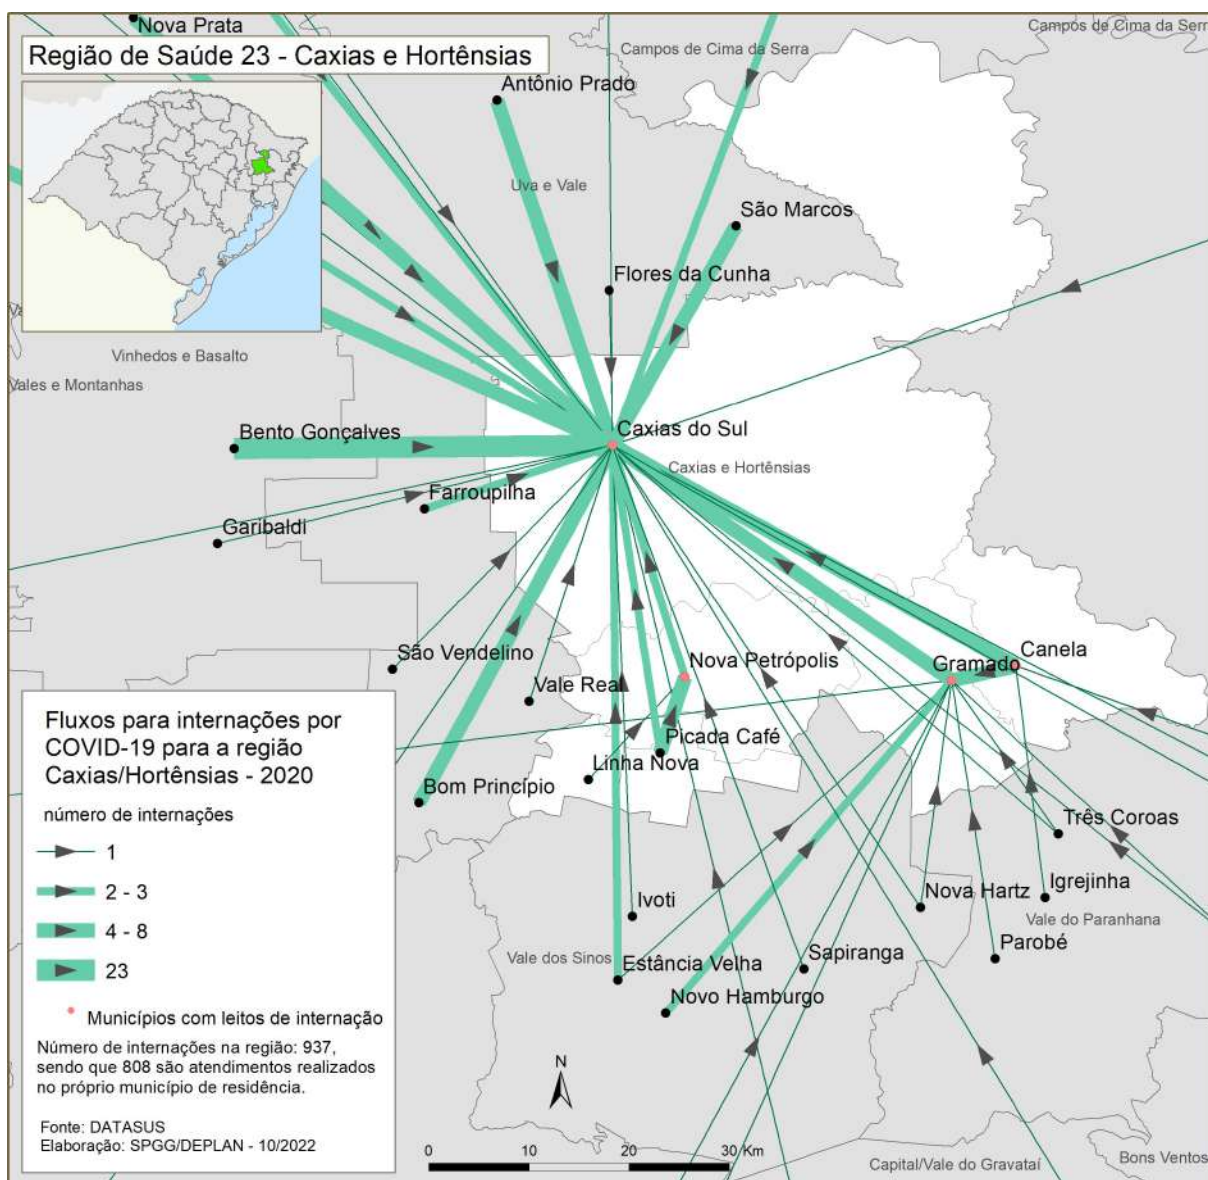 Nova Prata
Campos de Cima da Serr
Região de Saúde 23 - Caxias e Hortênsias
Campos de Cima da Serra
Antônio Prado
Uva e Vale
São Marcos
Flores da Cunha
Vinhedos e Basalto
Vales e Montanhas
Bento Gonçalves
Caxias do Sul
Caxias e Hortênsias
Farroupilha
Garibaldi
São Vendelino
Nova Petrópolis
Gramado
Canela
Vale Real
Picada Café
Linha Nova
Bom Princípio
Três Coroas
Igrejinha
Nova Hartz
Vale do Paranhana
Ivoti
Parobé
Sapiranga
Vale dos Sinos
Estância Velha
Novo Hamburgo
Fluxos para internações por
COVID-19 para a região
Caxias/Hortênsias - 2020
número de internações
1
2 - 3
4 - 8
23
Municípios com leitos de internação
Número de internações na região: 937,
sendo que 808 são atendimentos realizados
no próprio município de residência.
Fonte: DATASUS
Elaboração: SPGG/DEPLAN - 10/2022
N
0 10 20 30 Km
Capital/Vale do Gravataí
Bons Ventos